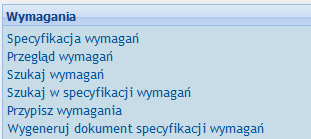 Wymagania
Specyfikacja wymagań
Przegląd wymagań
Szukaj wymagań
Szukaj w specyfikacji wymagań
Przypisz wymagania
Wygeneruj dokument specyfikacji wymagań